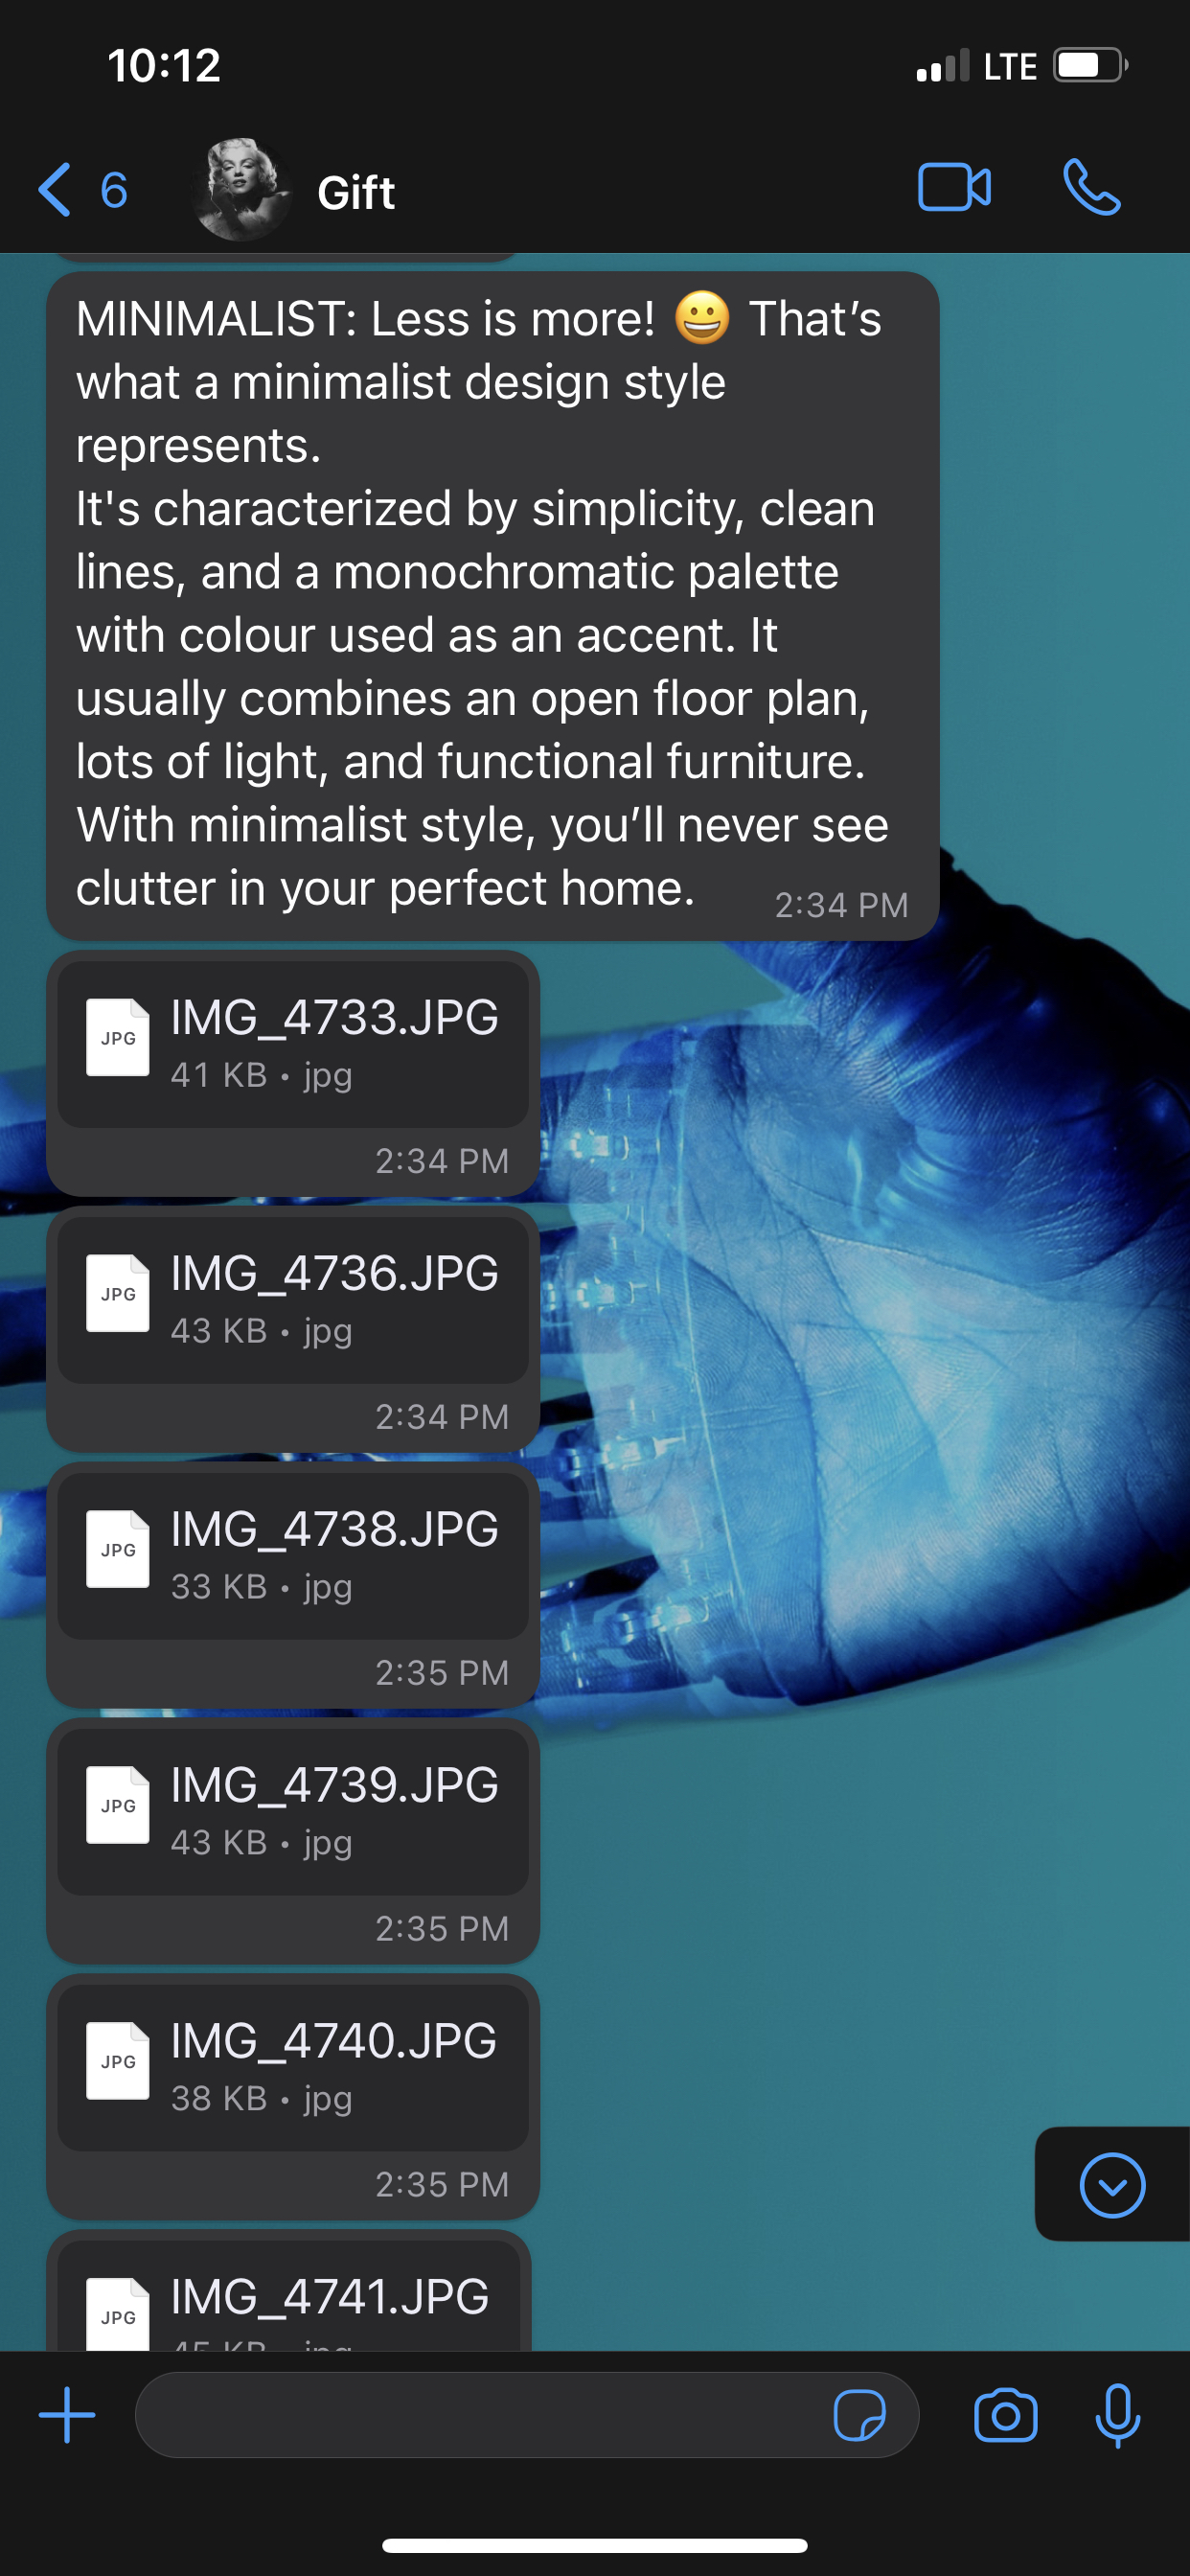 10:12
LTE
6
Gift
MINIMALIST: Less is more! 😀 That’s
what a minimalist design style
represents.
It's characterized by simplicity, clean
lines, and a monochromatic palette
with colour used as an accent. It
usually combines an open floor plan,
lots of light, and functional furniture.
With minimalist style, you’ll never see
clutter in your perfect home.
2:34 PM
JPG
IMG_4733.JPG
41 KB • jpg
2:34 PM
JPG
IMG_4736.JPG
43 KB • jpg
2:34 PM
JPG
IMG_4738.JPG
33 KB • jpg
2:35 PM
JPG
IMG_4739.JPG
43 KB • jpg
2:35 PM
JPG
IMG_4740.JPG
38 KB • jpg
2:35 PM
JPG
IMG_4741.JPG